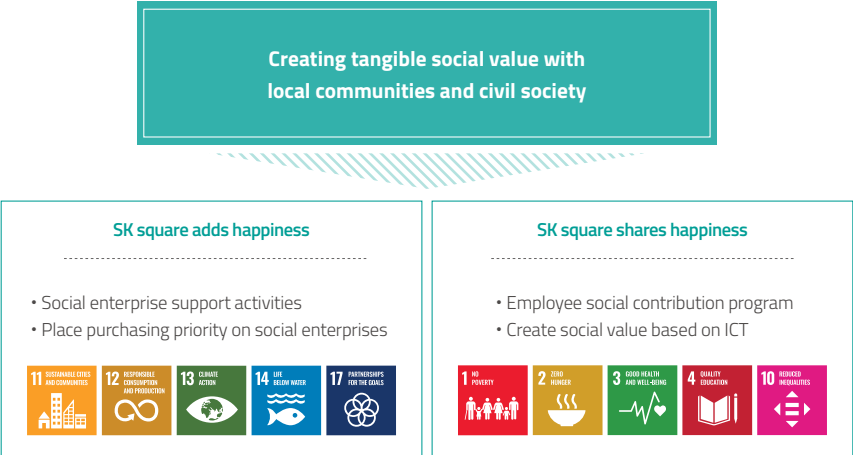 Creating tangible social value with
local communities and civil society
SK square adds happiness
• Social enterprise support activities
• Place purchasing priority on social enterprises
11 SUSTAINABLE CITIES
AND COMMUNITIES
12 RESPONSIBLE
CONSUMPTION
AND PRODUCTION
13 CLIMATE
ACTION
14 LIFE
BELOW WATER
17 PARTNERSHIPS
FOR THE GOALS
SK square shares happiness
• Employee social contribution program
• Create social value based on ICT
1 NO
POVERTY
2 ZERO
HUNGER
3 GOOD HEALTH
AND WELL-BEING
4 QUALITY
EDUCATION
10 REDUCED
INEQUALITIES